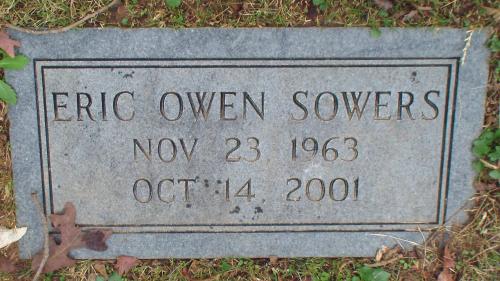 ERIC OWEN SOWERS
NOV 23 1963
OCT 14 2001